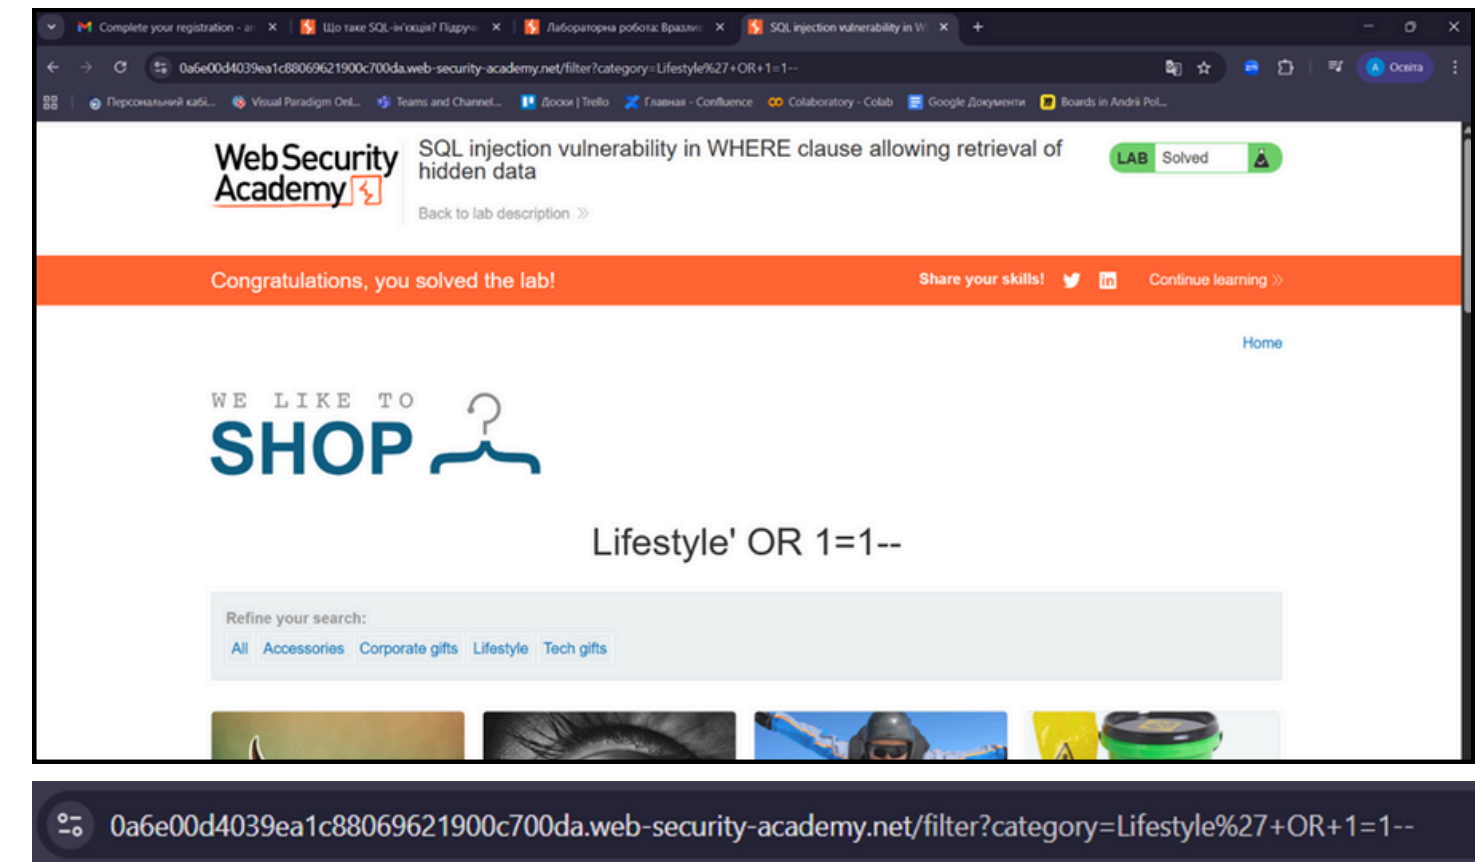 Complete your registration - an
Що таке SQL-ін'єкція? Підручн
Лабораторна робота: Вразлив
SQL injection vulnerability in W
0a6e00d4039ea1c88069621900c700da.web-security-academy.net/filter?category=Lifestyle%27+OR+1=1--
Освіта
Персональний кабі...
Visual Paradigm Onl...
Teams and Channel...
Доски | Trello
Главная - Confluence
Colaboratory - Colab
Google Документи
Boards in Andrii Pol...
Web Security
Academy
SQL injection vulnerability in WHERE clause allowing retrieval of
hidden data
Back to lab description
LAB Solved
Congratulations, you solved the lab!
Share your skills!
Continue learning
Home
WE LIKE TO
SHOP
Lifestyle' OR 1=1--
Refine your search:
All Accessories Corporate gifts Lifestyle Tech gifts
0a6e00d4039ea1c88069621900c700da.web-security-academy.net/filter?category=Lifestyle%27+OR+1=1--